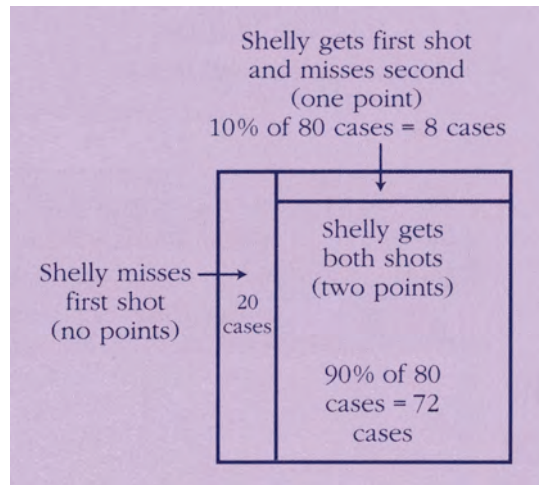 Shelly gets first shot
and misses second
(one point)
10% of 80 cases = 8 cases
Shelly misses
first shot
(no points)
20
cases
Shelly gets
both shots
(two points)
90% of 80
cases = 72
cases